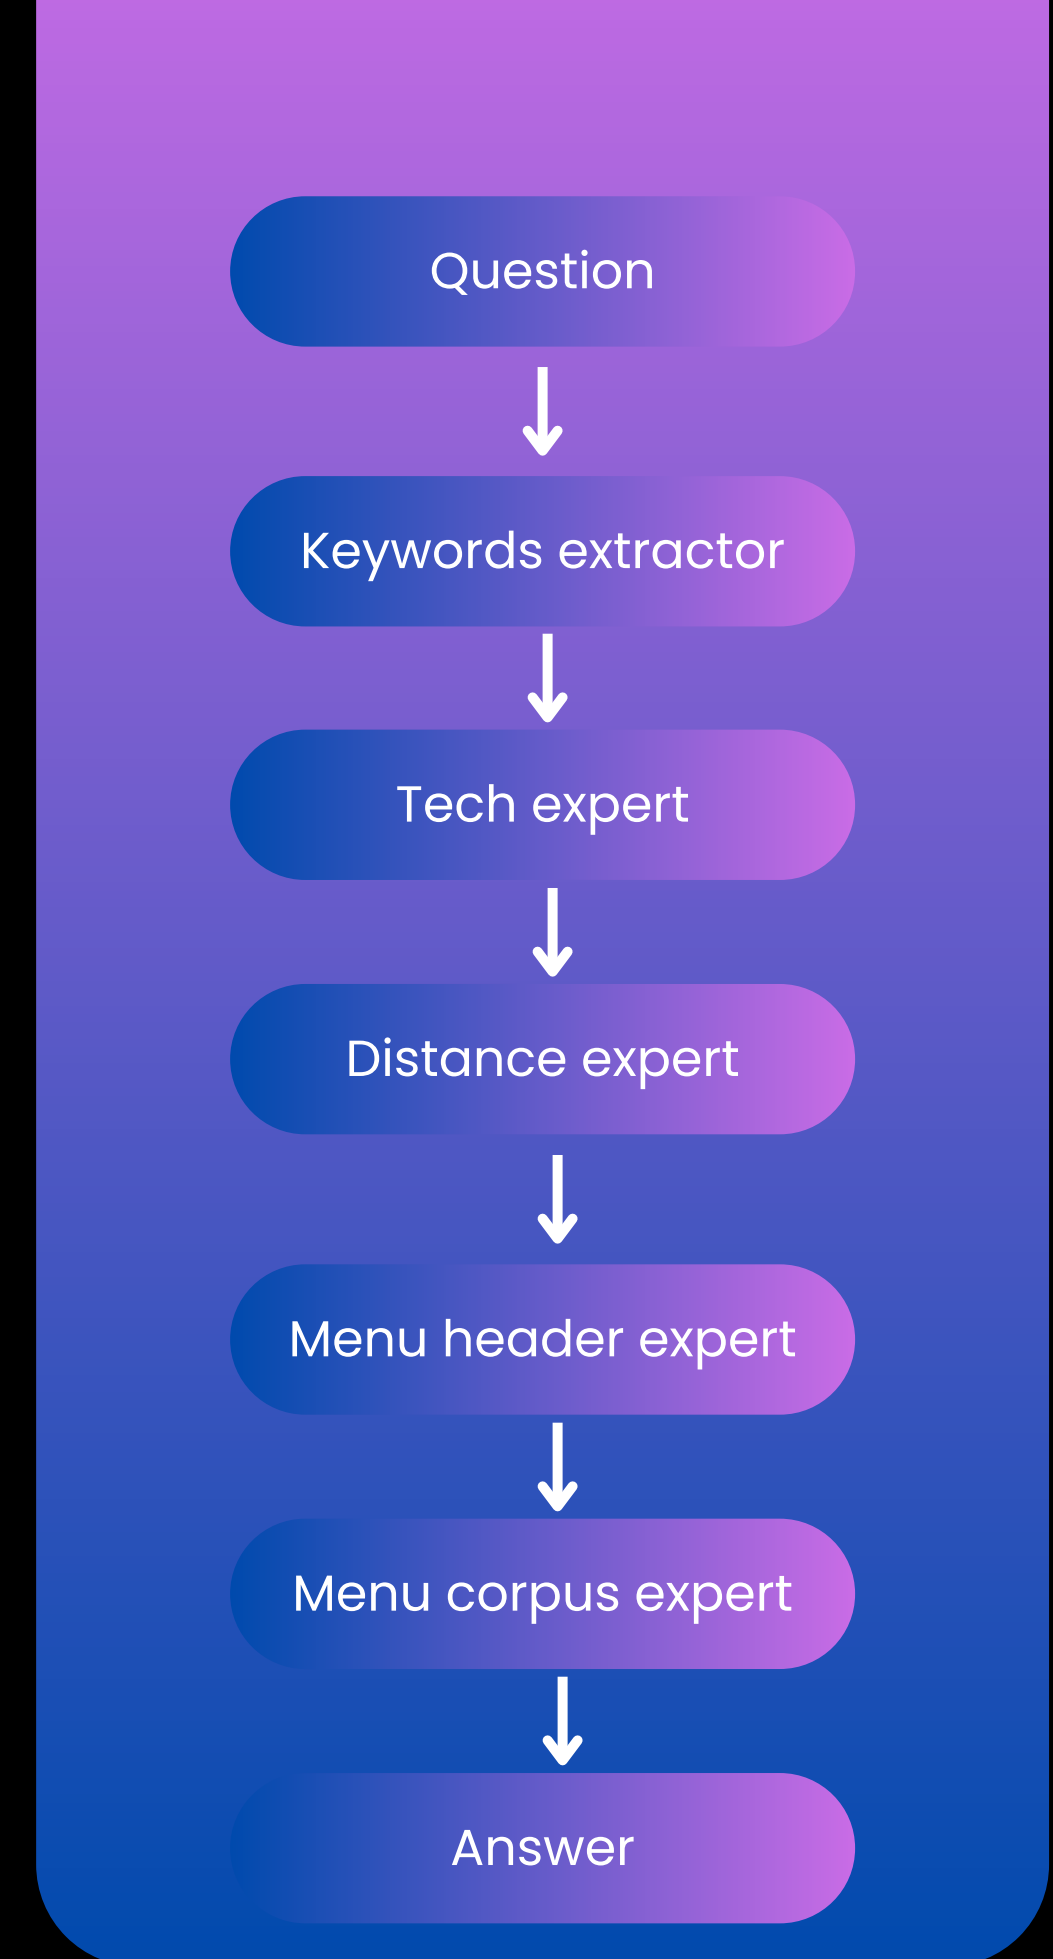 Question
Keywords extractor
Tech expert
Distance expert
Menu header expert
Menu corpus expert
Answer